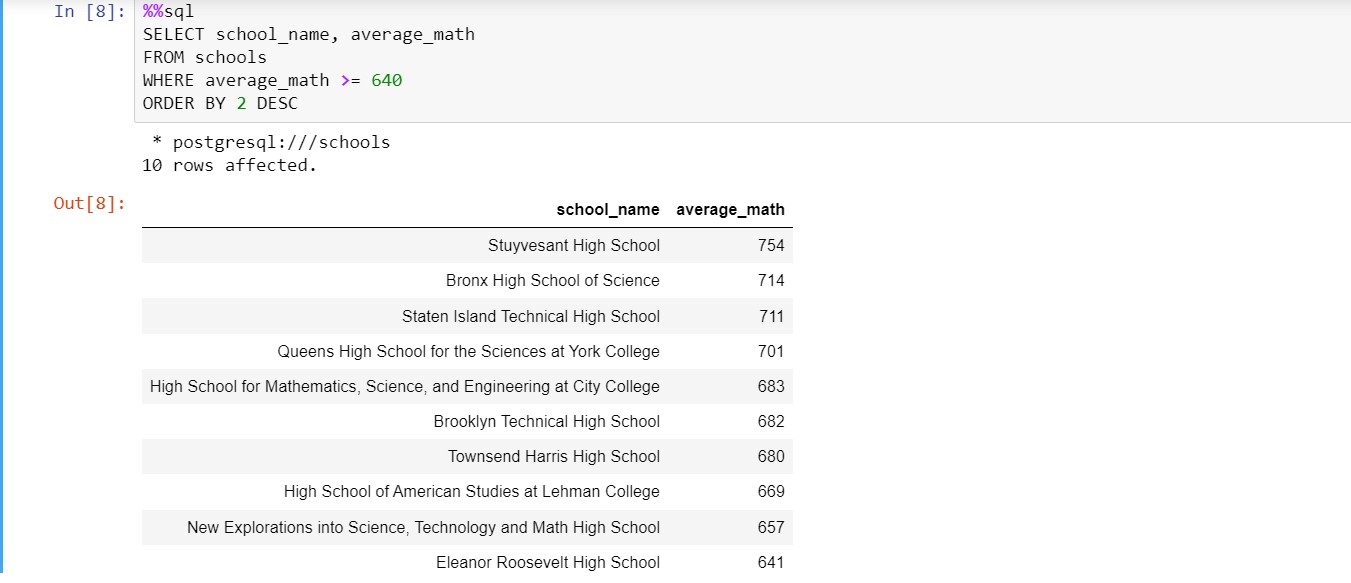 In [8]: %%sql
SELECT school_name, average_math
FROM schools
WHERE average_math >= 640
ORDER BY 2 DESC
* postgresql:///schools
10 rows affected.
Out[8]:
school_name average_math
Stuyvesant High School 754
Bronx High School of Science 714
Staten Island Technical High School 711
Queens High School for the Sciences at York College 701
High School for Mathematics, Science, and Engineering at City College 683
Brooklyn Technical High School 682
Townsend Harris High School 680
High School of American Studies at Lehman College 669
New Explorations into Science, Technology and Math High School 657
Eleanor Roosevelt High School 641